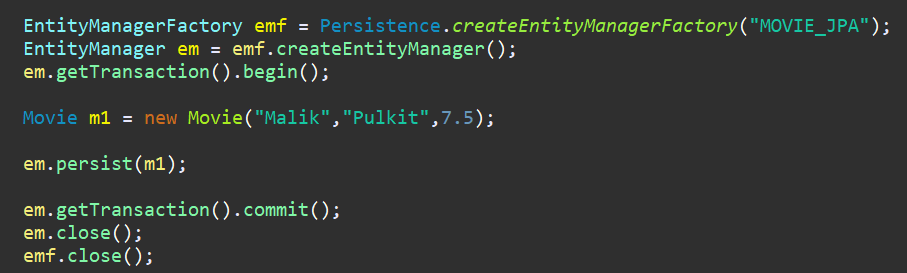 EntityManagerFactory emf = Persistence.createEntityManagerFactory("MOVIE_JPA");
EntityManager em = emf.createEntityManager();
em.getTransaction().begin();
Movie m1 = new Movie("Malik","Pulkit",7.5);
em.persist(m1);
em.getTransaction().commit();
em.close();
emf.close();